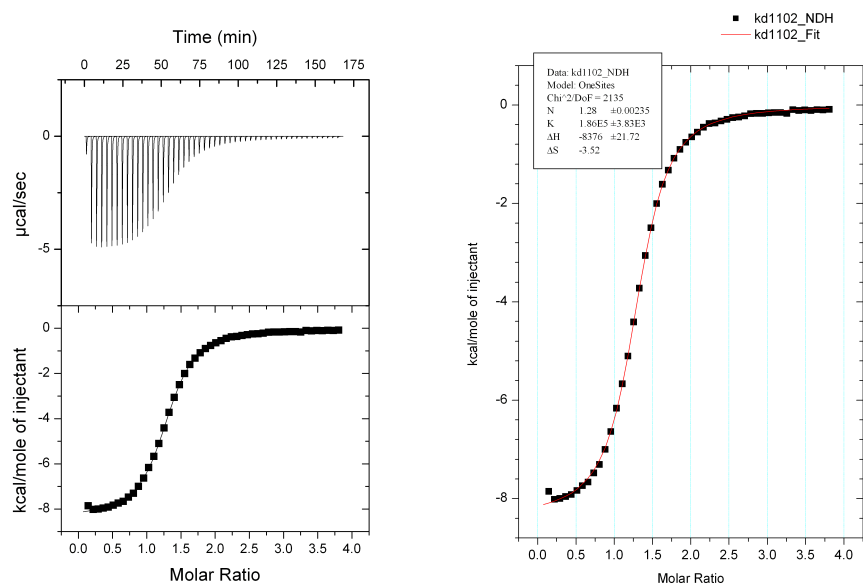 Time (min)
0 25 50 75 100 125 150 175
0
-5
µcal/sec
0
-2
-4
-6
-8
kcal/mole of injectant
0.0 0.5 1.0 1.5 2.0 2.5 3.0 3.5 4.0
Molar Ratio
kd1102_NDH
kd1102_Fit
Data: kd1102_NDH
Model: OneSites
Chi^2/DoF = 2135
N 1.28 ±0.00235
K 1.86E5 ±3.83E3
ΔH -8376 ±21.72
ΔS -3.52
0
-2
-4
-6
-8
kcal/mole of injectant
0.0 0.5 1.0 1.5 2.0 2.5 3.0 3.5 4.0
Molar Ratio